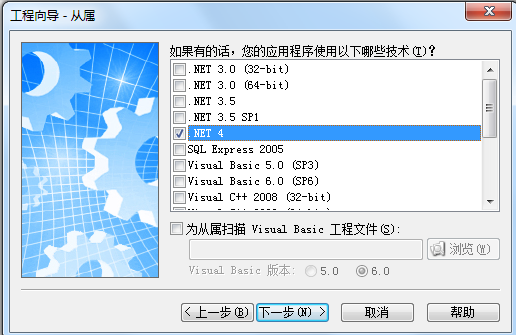 工程向导 - 从属
如果有的话，您的应用程序使用以下哪些技术(I)？
.NET 3.0 (32-bit)
.NET 3.0 (64-bit)
.NET 3.5
.NET 3.5 SP1
.NET 4
SQL Express 2005
Visual Basic 5.0 (SP3)
Visual Basic 6.0 (SP6)
Visual C++ 2008 (32-bit)
为从属扫描 Visual Basic 工程文件(S):
浏览(W)
Visual Basic 版本: 5.0 6.0
< 上一步(B) 下一步(N) > 取消 帮助